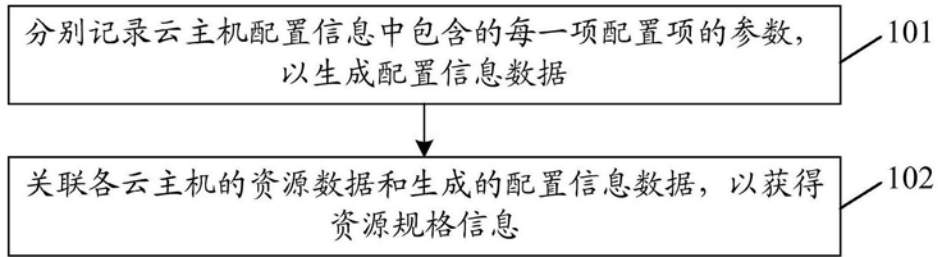 分别记录云主机配置信息中包含的每一项配置项的参数，
以生成配置信息数据
101
关联各云主机的资源数据和生成的配置信息数据，以获得
资源规格信息
102